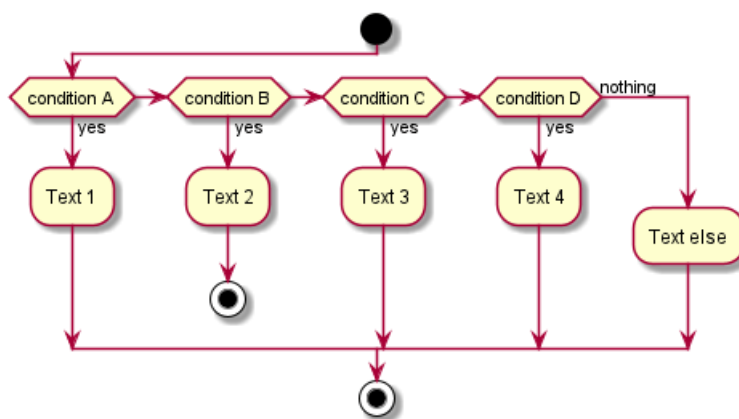 nothing
condition A
condition B
condition C
condition D
yes
yes
yes
yes
Text 1
Text 2
Text 3
Text 4
Text else